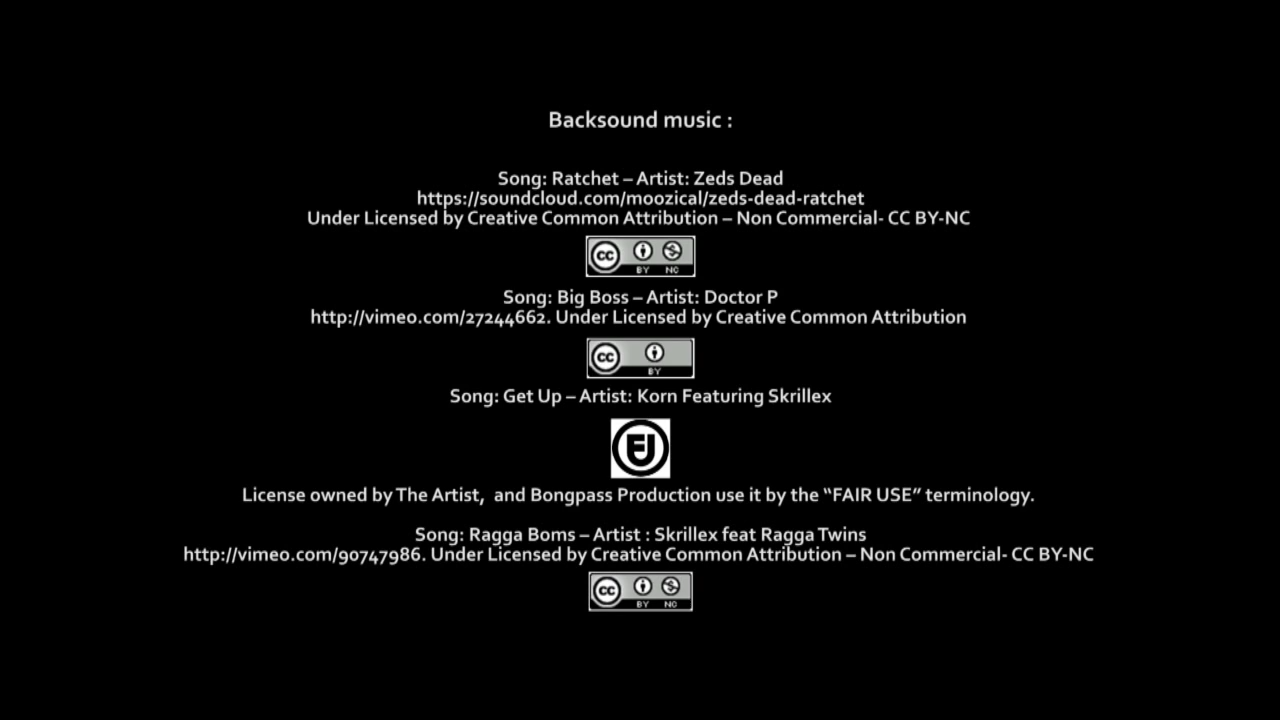 Backsound music :
Song: Ratchet – Artist: Zeds Dead
https://soundcloud.com/moozical/zeds-dead-ratchet
Under Licensed by Creative Common Attribution – Non Commercial- CC BY-NC
CC BY NC
Song: Big Boss – Artist: Doctor P
http://vimeo.com/27244662. Under Licensed by Creative Common Attribution
CC BY
Song: Get Up – Artist: Korn Featuring Skrillex
FU
License owned by The Artist,  and Bongpass Production use it by the “FAIR USE” terminology.
Song: Ragga Boms – Artist : Skrillex feat Ragga Twins
http://vimeo.com/90747986. Under Licensed by Creative Common Attribution – Non Commercial- CC BY-NC
CC BY NC